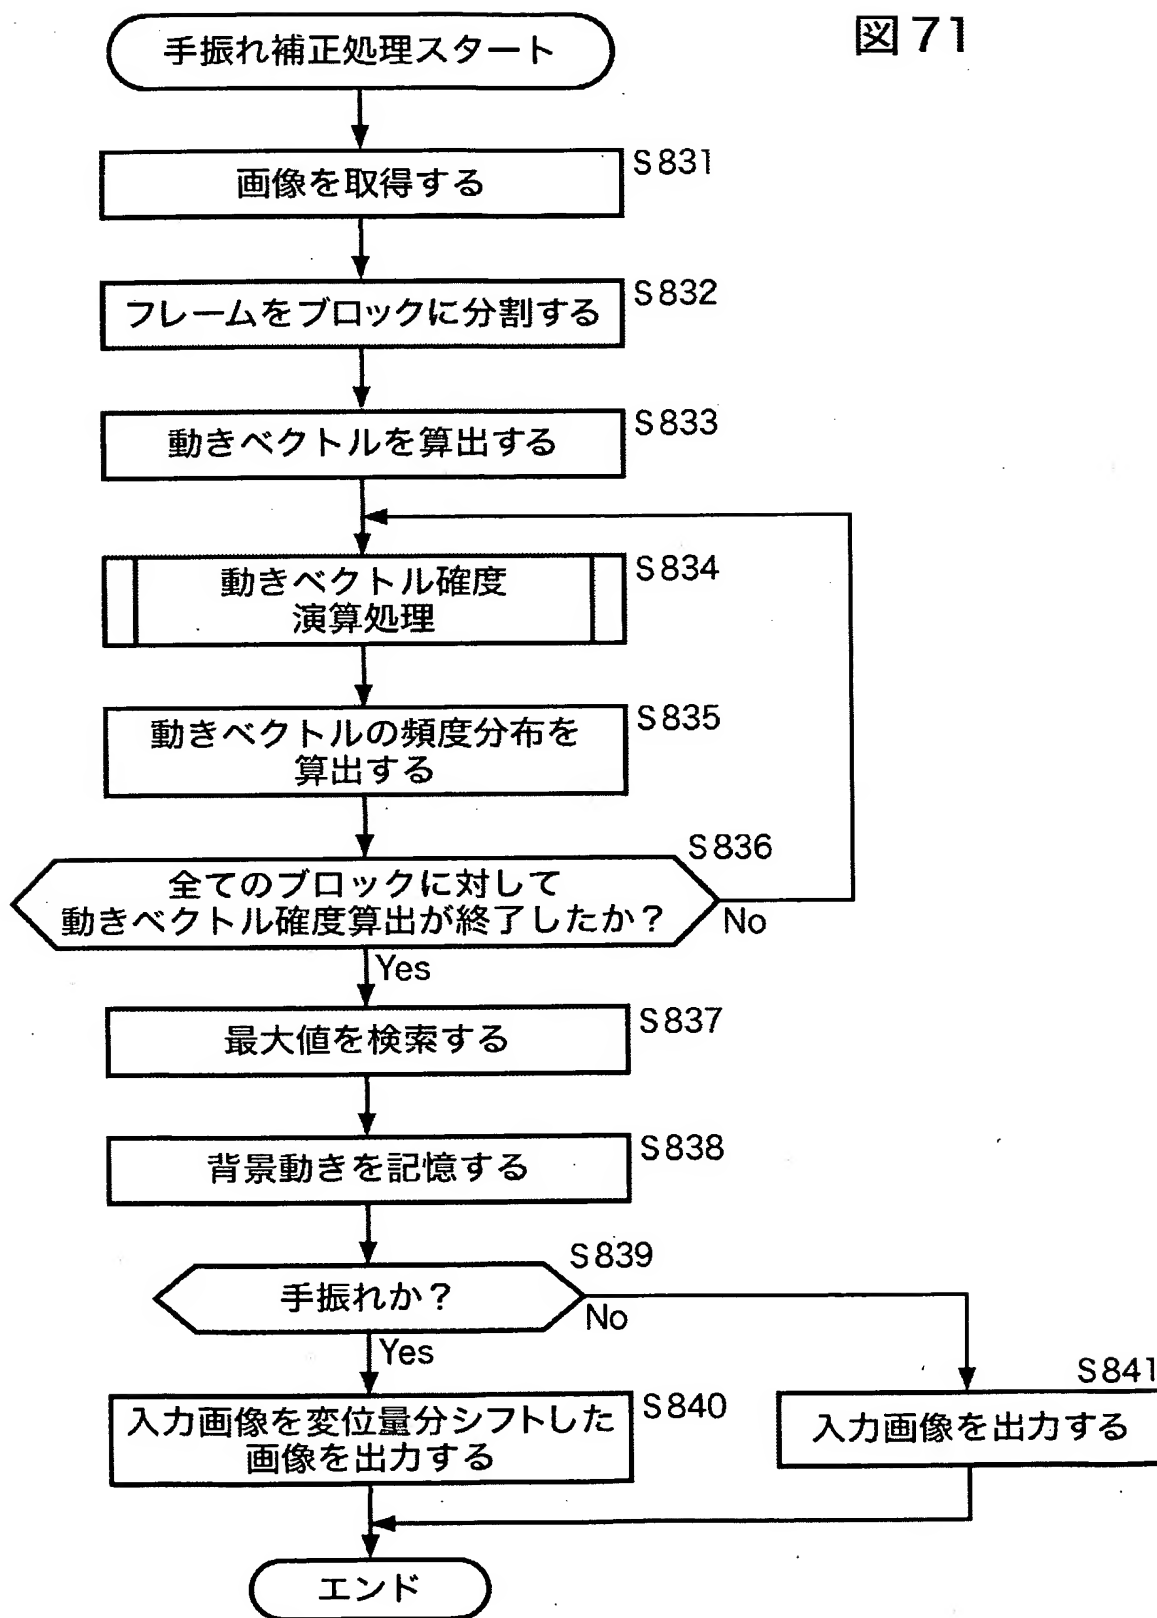 図71
手振れ補正処理スタート
画像を取得する
S831
フレームをブロックに分割する
S832
動きベクトルを算出する
S833
動きベクトル確度
演算処理
S834
動きベクトルの頻度分布を
算出する
S835
全てのブロックに対して
動きベクトル確度算出が終了したか?
S836
No
Yes
最大値を検索する
S837
背景動きを記憶する
S838
手振れか?
S839
No
Yes
入力画像を変位量分シフトした
画像を出力する
S840
入力画像を出力する
S841
エンド